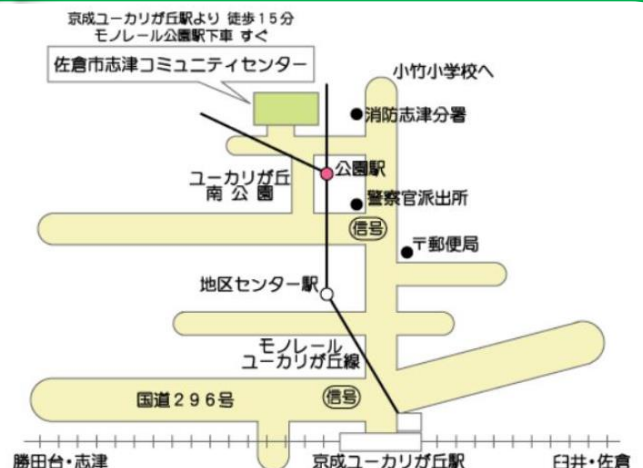 京成ユーカリが丘駅より 徒歩15分
モノレール公園駅下車 すぐ
佐倉市志津コミュニティセンター
小竹小学校へ
消防志津分署
公園駅
ユーカリが丘
南公園
警察官派出所
信号
〒郵便局
地区センター駅
モノレール
ユーカリが丘線
国道296号
信号
勝田台・志津
京成ユーカリが丘駅
臼井・佐倉